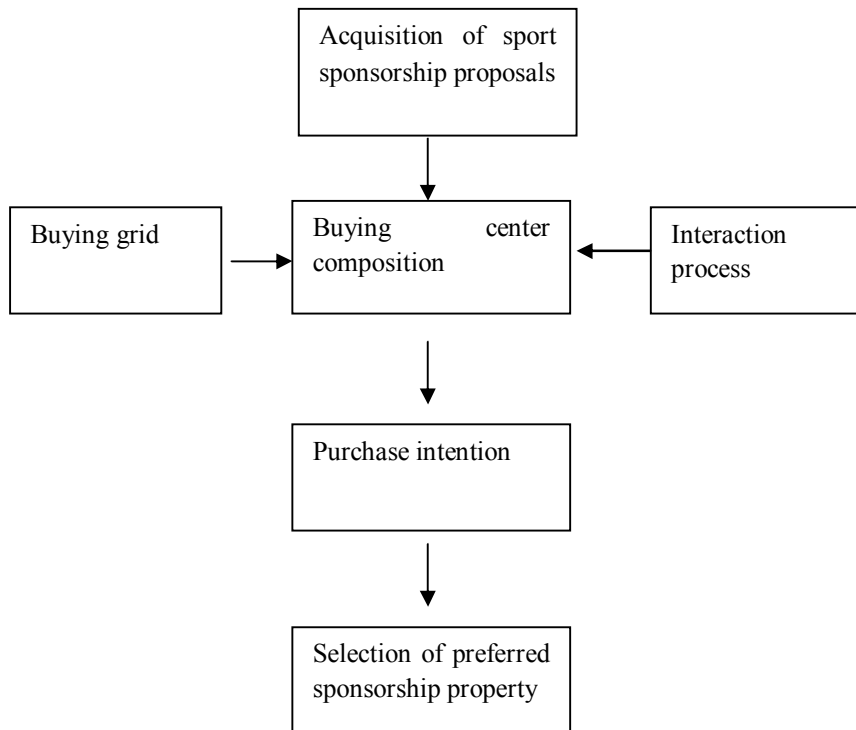 Acquisition of sport
sponsorship proposals
Buying grid
Buying center
composition
Interaction
process
Purchase intention
Selection of preferred
sponsorship property